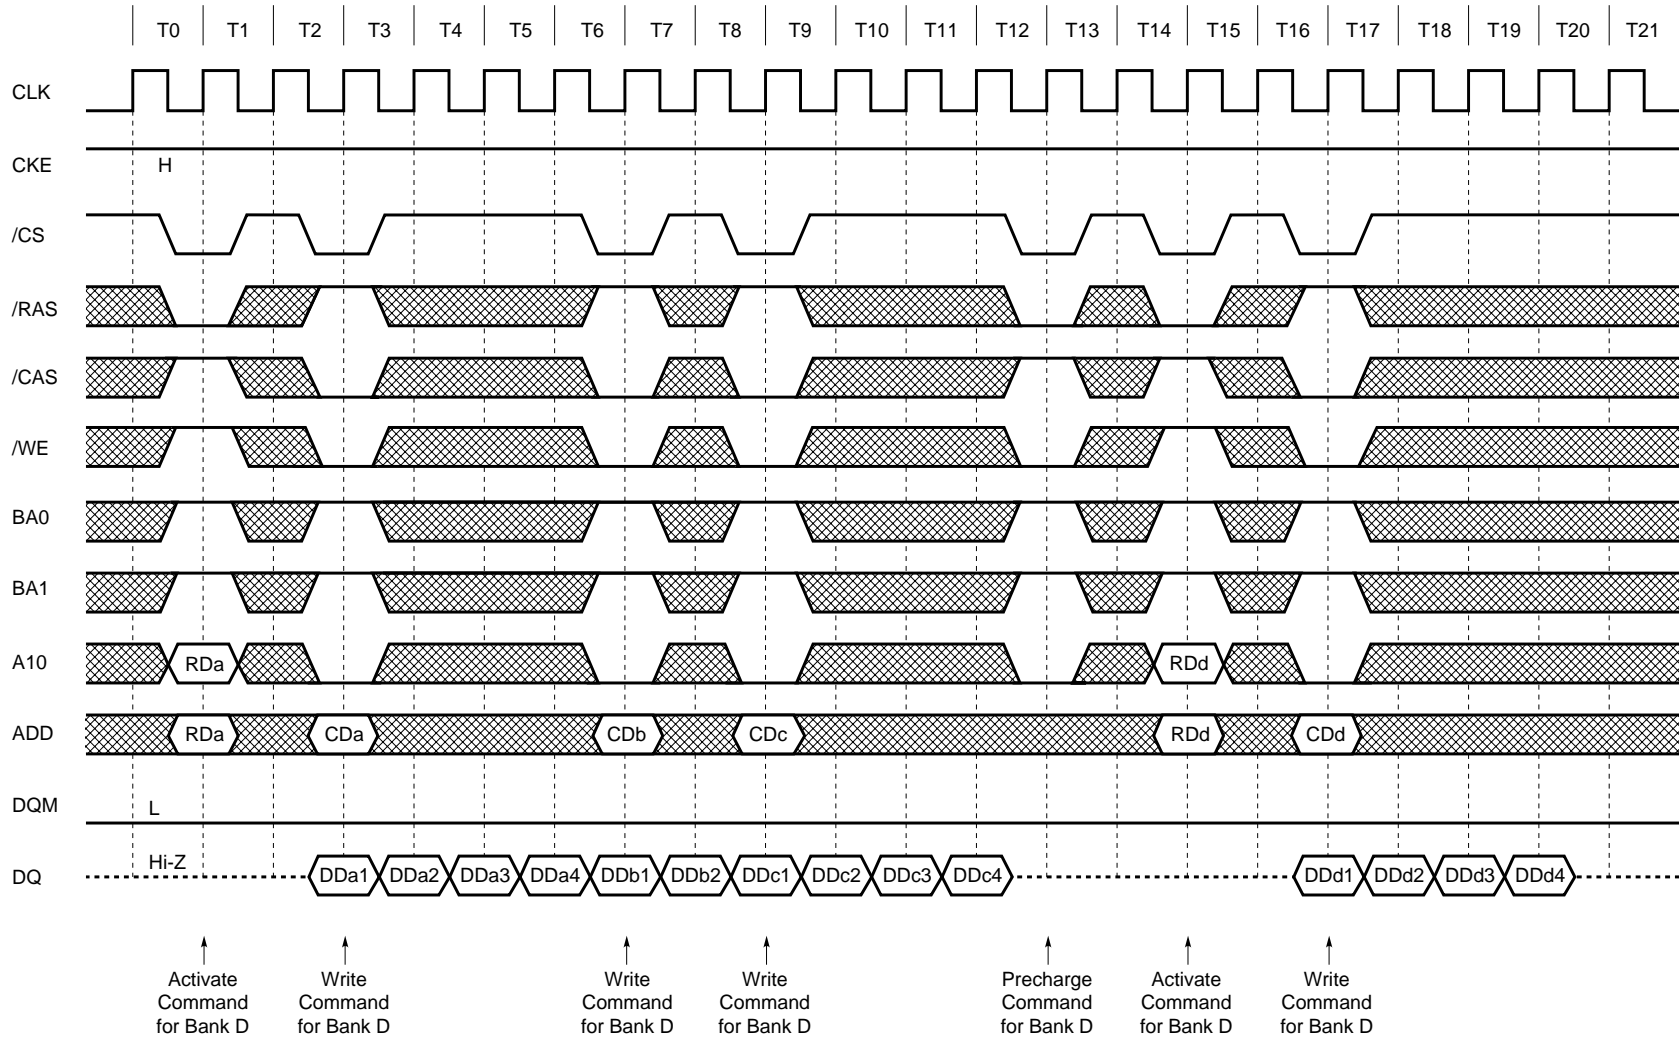 T0 T1 T2 T3 T4 T5 T6 T7 T8 T9 T10 T11 T12 T13 T14 T15 T16 T17 T18 T19 T20 T21
CLK
CKE H
/CS
/RAS
/CAS
/WE
BA0
BA1
A10 RDa RDd
ADD RDa CDa CDb CDc RDd CDd
DQM L
DQ Hi-Z DDa1 DDa2 DDa3 DDa4 DDb1 DDb2 DDc1 DDc2 DDc3 DDc4 DDd1 DDd2 DDd3 DDd4
Activate
Command
for Bank D
Write
Command
for Bank D
Write
Command
for Bank D
Write
Command
for Bank D
Precharge
Command
for Bank D
Activate
Command
for Bank D
Write
Command
for Bank D